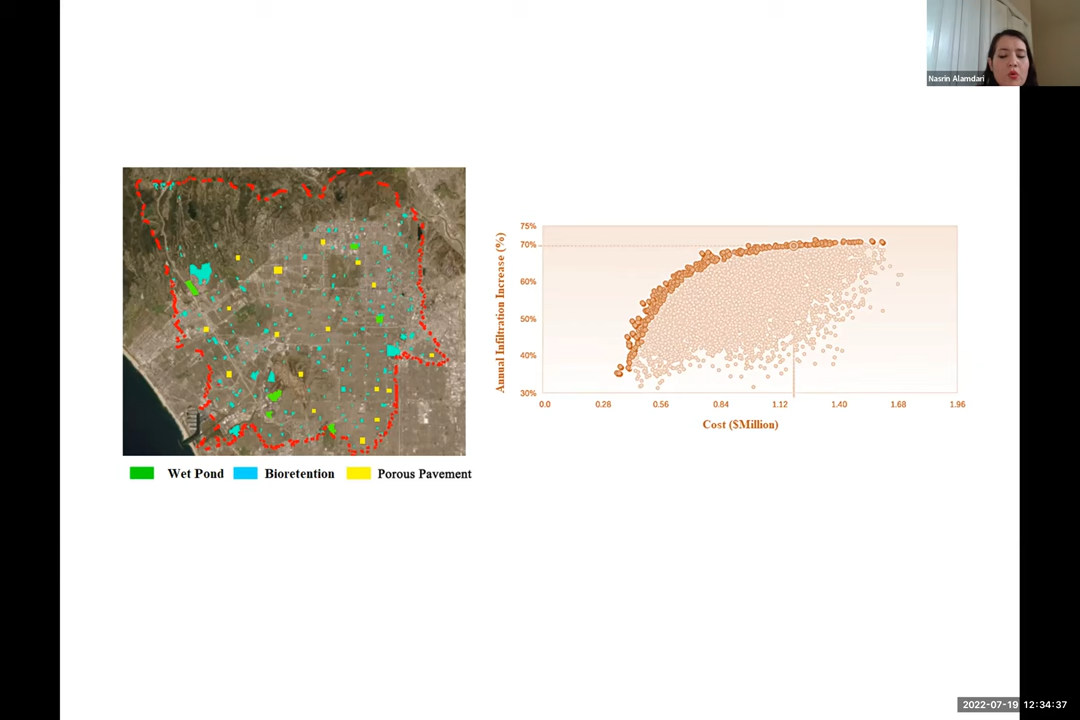 Nasrin Alamdari
75%
70%
60%
50%
40%
30%
Annual Infiltration Increase (%)
0.0 0.28 0.56 0.84 1.12 1.40 1.68 1.96
Cost ($Million)
Wet Pond Bioretention Porous Pavement
2022-07-19 12:34:37